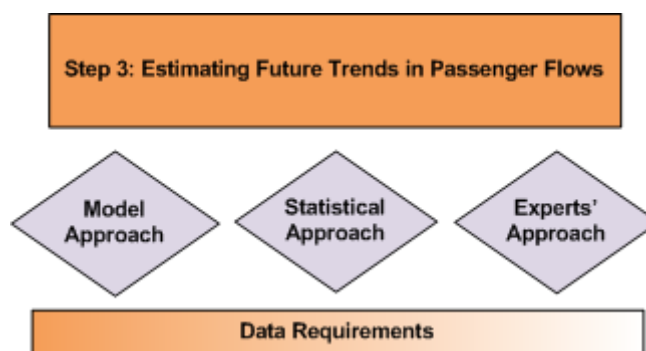 Step 3: Estimating Future Trends in Passenger Flows
Model
Approach
Statistical
Approach
Experts'
Approach
Data Requirements